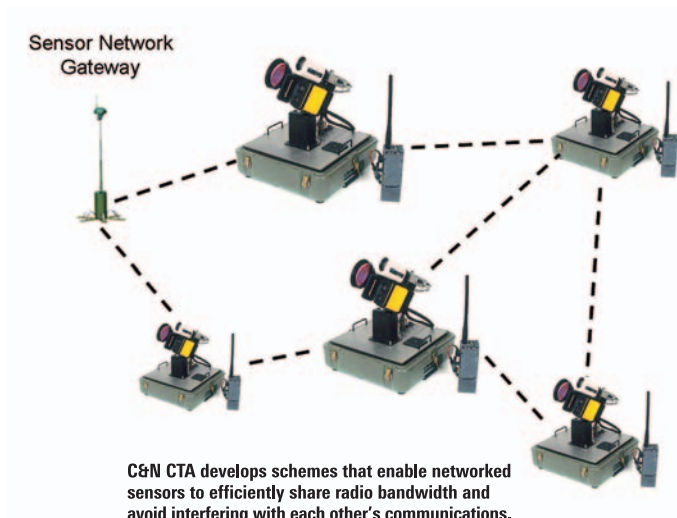 Sensor Network
Gateway
C&N CTA develops schemes that enable networked
sensors to efficiently share radio bandwidth and
avoid interfering with each other's communications.